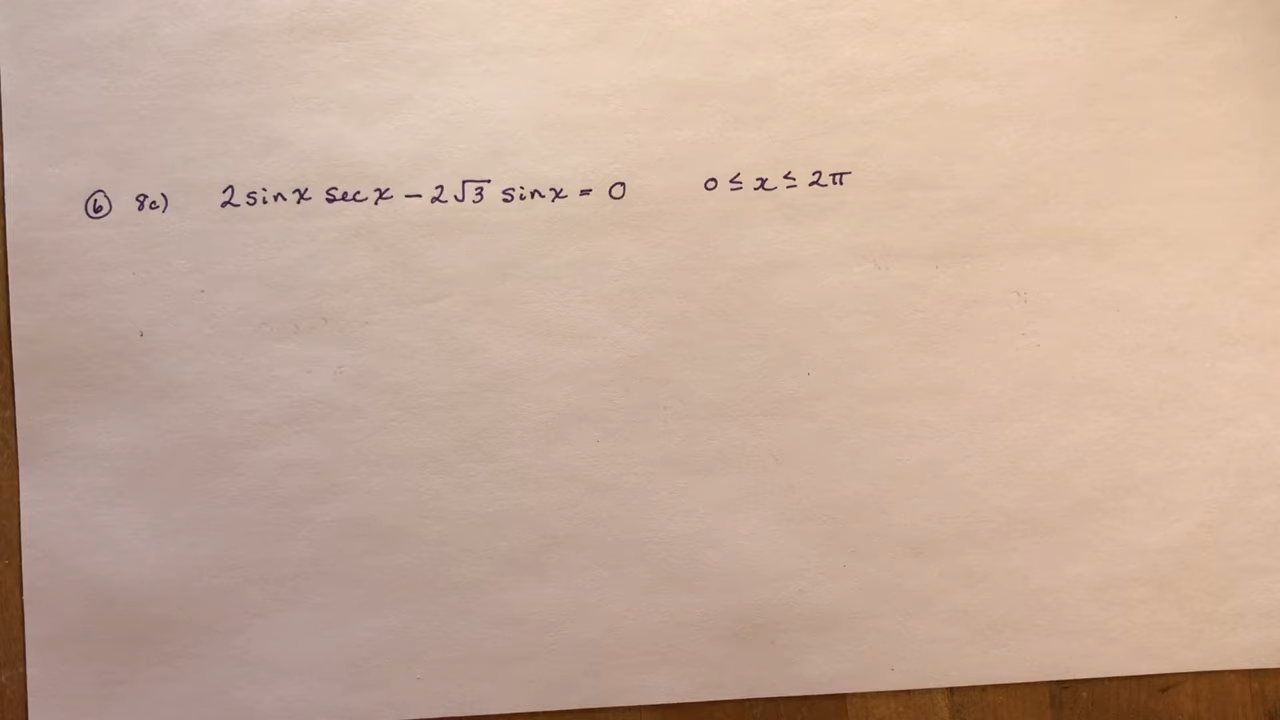 ⑥ 8c) 2 sin x sec x − 2√3 sin x = 0 0 ≤ x ≤ 2π